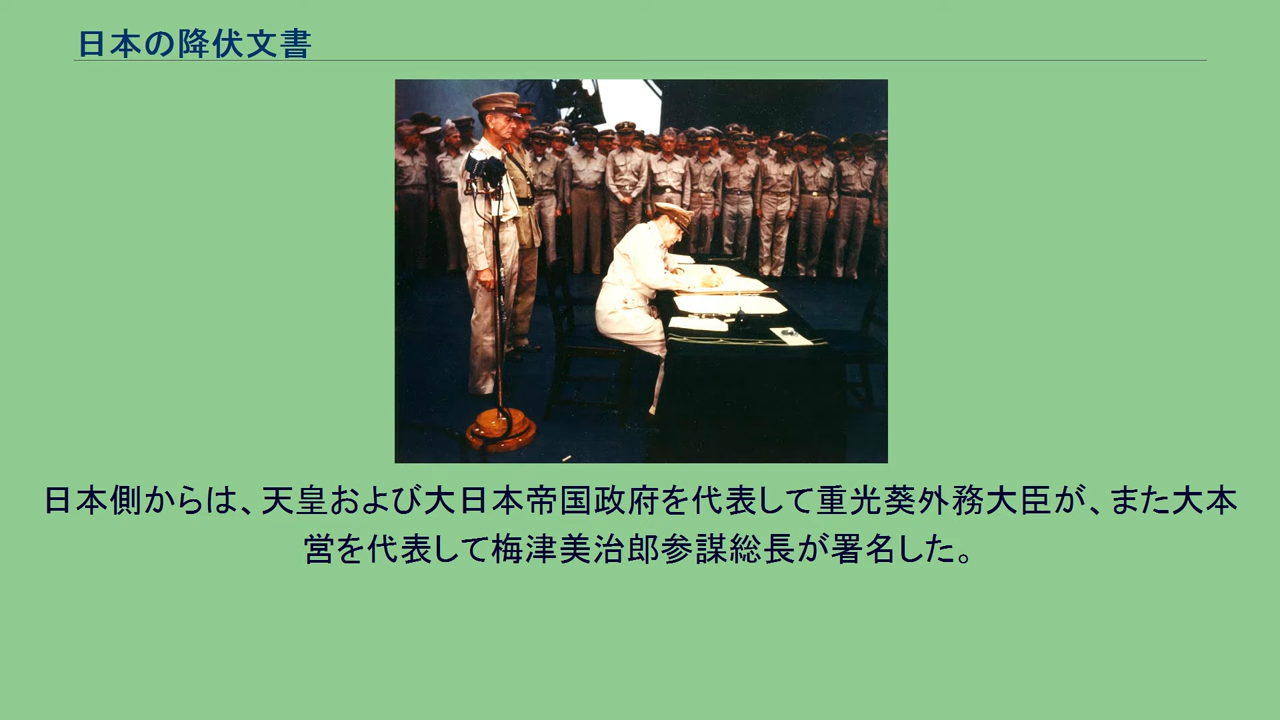 日本の降伏文書
日本側からは、天皇および大日本帝国政府を代表して重光葵外務大臣が、また大本
営を代表して梅津美治郎参謀総長が署名した。